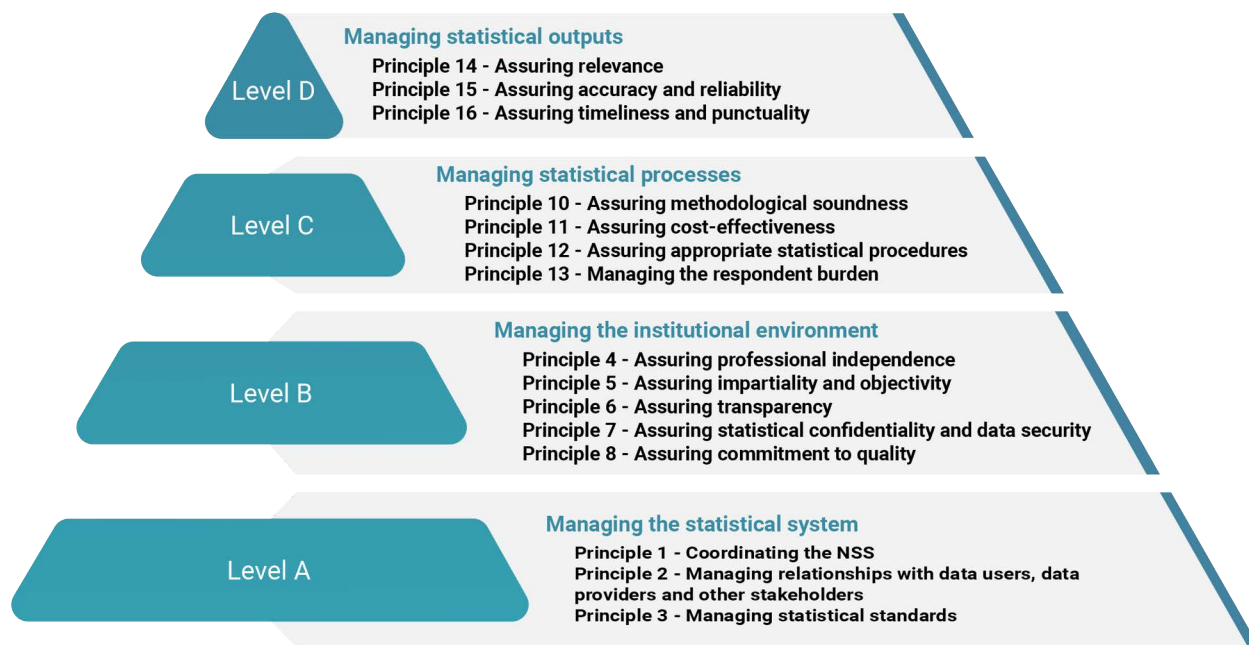 Level D
Managing statistical outputs
Principle 14 - Assuring relevance
Principle 15 - Assuring accuracy and reliability
Principle 16 - Assuring timeliness and punctuality
Level C
Managing statistical processes
Principle 10 - Assuring methodological soundness
Principle 11 - Assuring cost-effectiveness
Principle 12 - Assuring appropriate statistical procedures
Principle 13 - Managing the respondent burden
Level B
Managing the institutional environment
Principle 4 - Assuring professional independence
Principle 5 - Assuring impartiality and objectivity
Principle 6 - Assuring transparency
Principle 7 - Assuring statistical confidentiality and data security
Principle 8 - Assuring commitment to quality
Level A
Managing the statistical system
Principle 1 - Coordinating the NSS
Principle 2 - Managing relationships with data users, data
providers and other stakeholders
Principle 3 - Managing statistical standards